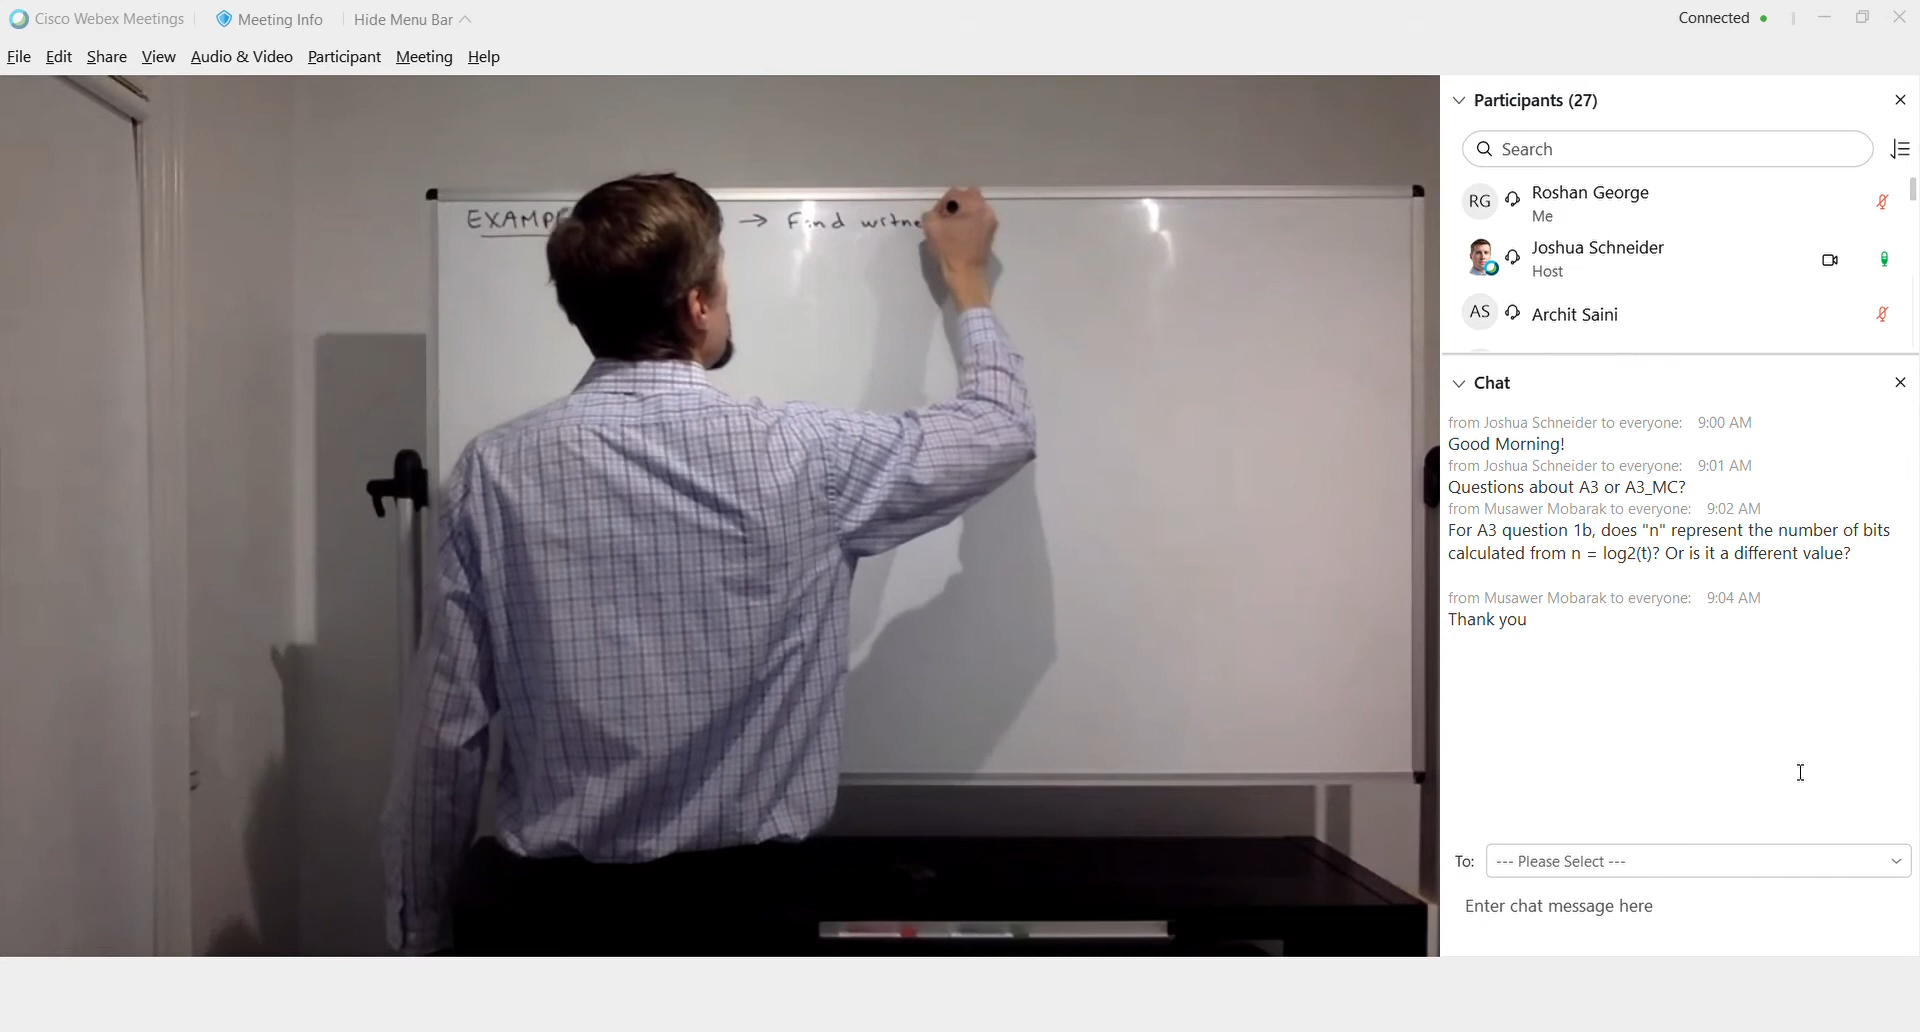 Cisco Webex Meetings
Meeting Info
Hide Menu Bar
Connected
File Edit Share View Audio & Video Participant Meeting Help
→ Find
Participants (27)
Search
RG
Roshan George
Me
Joshua Schneider
Host
AS
Archit Saini
Chat
from Joshua Schneider to everyone: 9:00 AM
Good Morning!
from Joshua Schneider to everyone: 9:01 AM
Questions about A3 or A3_MC?
from Musawer Mobarak to everyone: 9:02 AM
For A3 question 1b, does "n" represent the number of bits
calculated from n = log2(t)? Or is it a different value?
from Musawer Mobarak to everyone: 9:04 AM
Thank you
To: --- Please Select ---
Enter chat message here